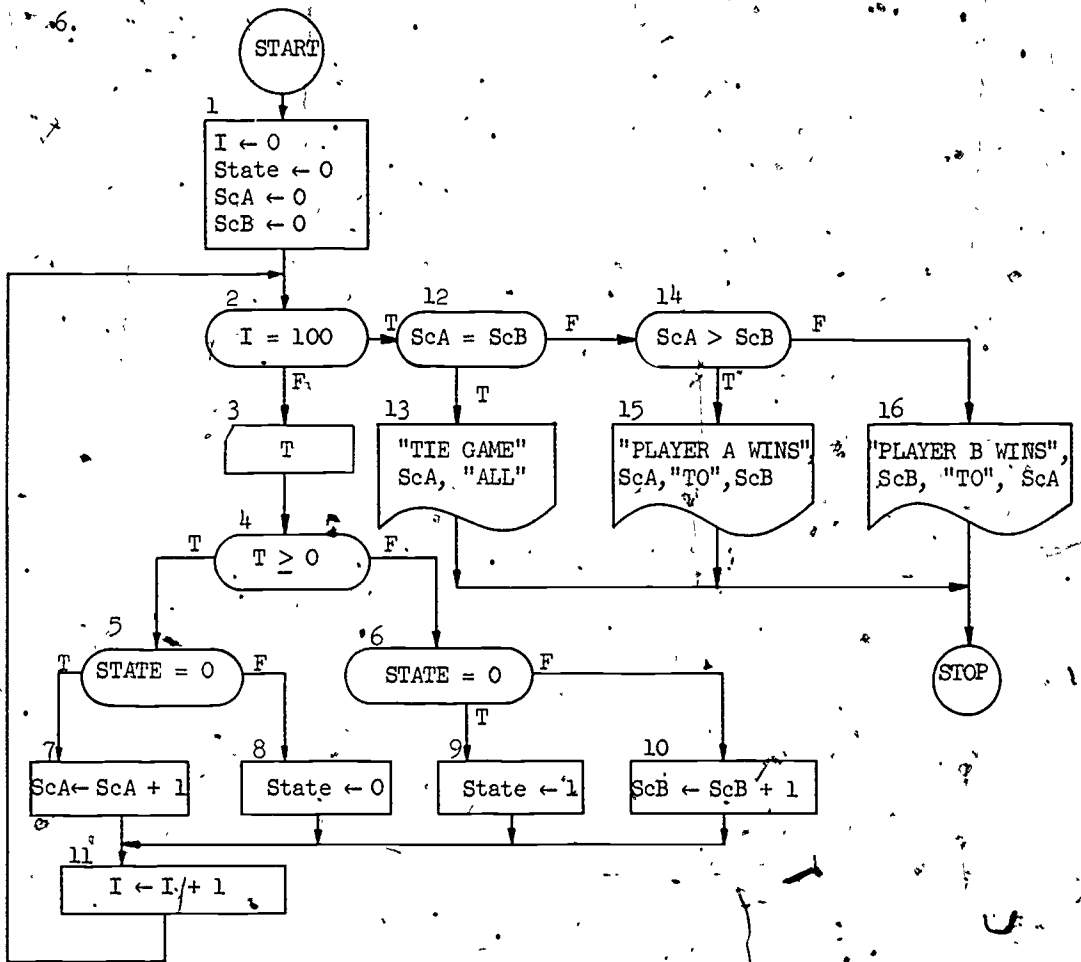 6.
START
1
I ← 0
State ← 0
ScA ← 0
ScB ← 0
2
I = 100
T
F
12
ScA = ScB
F
T
14
ScA > ScB
F
T
3
T
13
"TIE GAME"
ScA, "ALL"
15
"PLAYER A WINS"
ScA,"TO",ScB
16
"PLAYER B WINS",
ScB, "TO", ScA
4
T ≥ 0
T
F
5
STATE = 0
T
F
6
STATE = 0
F
T
STOP
7
ScA← ScA + 1
8
State ← 0
9
State ← 1
10
ScB ← ScB + 1
11
I ← I + 1